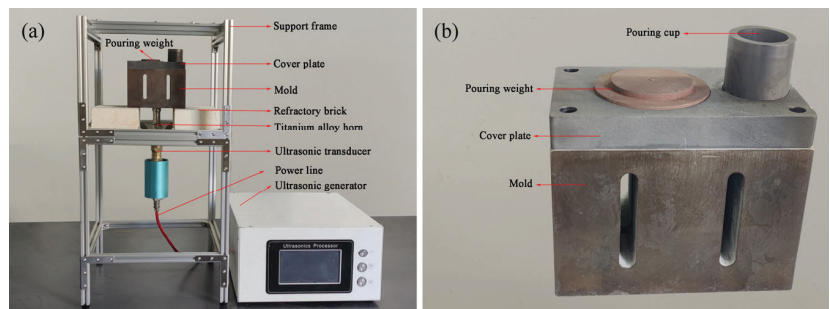 (a)
Support frame
Pouring weight
Cover plate
Mold
Refractory brick
Titanium alloy horn
Ultrasonic transducer
Power line
Ultrasonic generator
Ultrasonics Processor
(b)
Pouring cup
Pouring weight
Cover plate
Mold